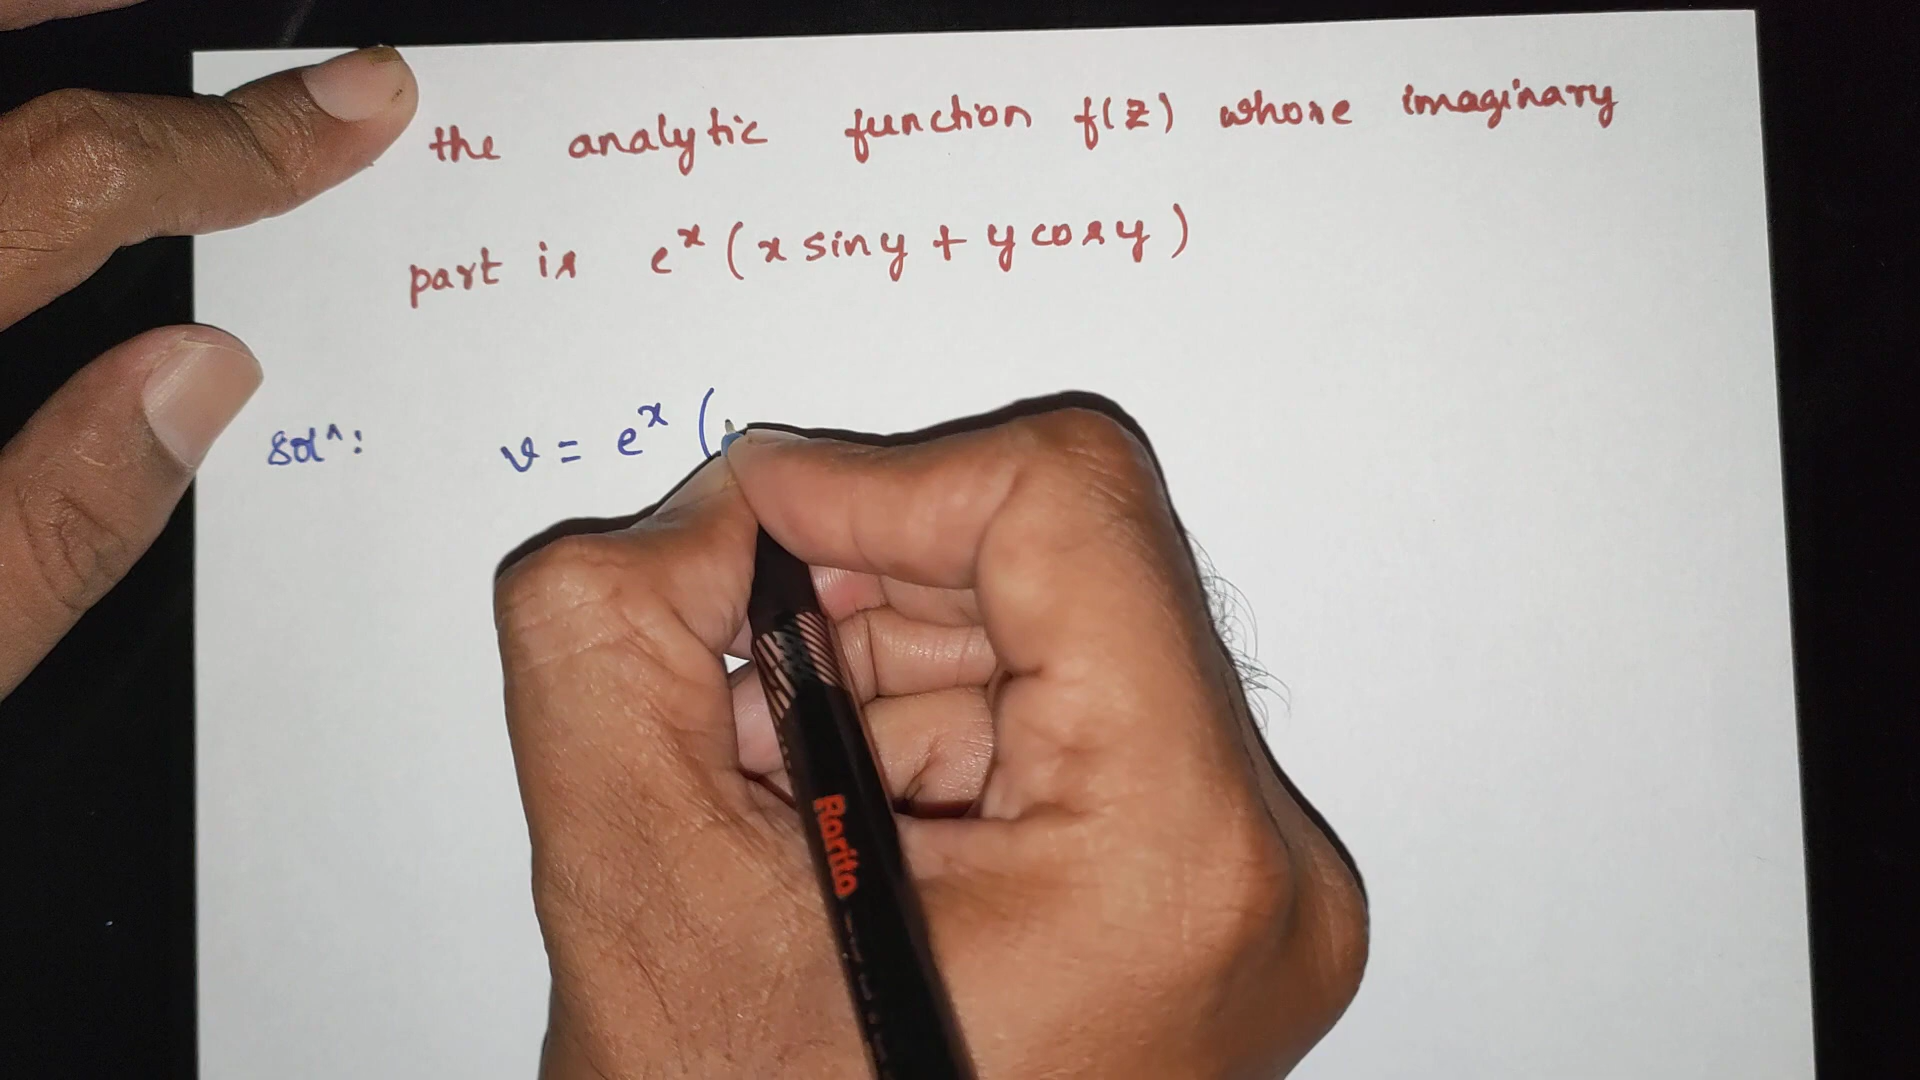 the analytic function f(z) whose imaginary
part is e^x (x sin y + y cos y)
Sol^n: v = e^x (
Rorito